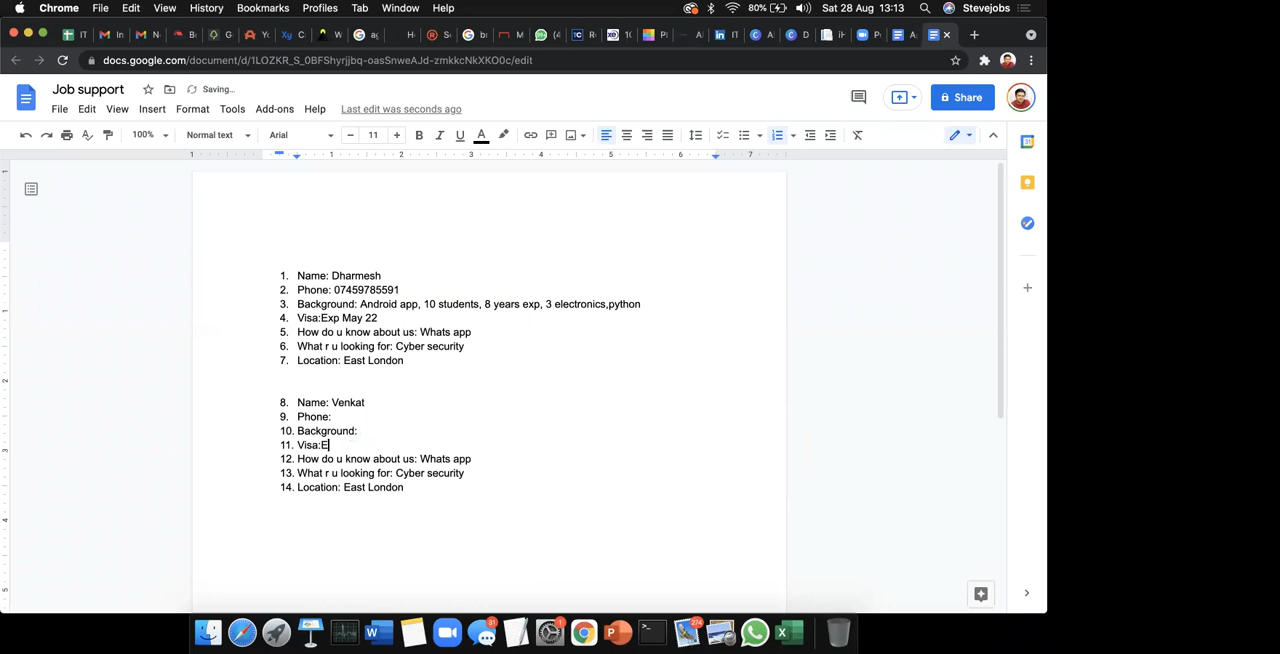 Chrome File Edit View History Bookmarks Profiles Tab Window Help 80% Sat 28 Aug 13:13 Stevejobs
docs.google.com/document/d/1LOZKR_S_0BFShyrjjbq-oasSnweAJd-zmkkcNkXKO0c/edit
Job support Saving...
File Edit View Insert Format Tools Add-ons Help Last edit was seconds ago
Share
100% Normal text Arial 11
1. Name: Dharmesh
2. Phone: 07459785591
3. Background: Android app, 10 students, 8 years exp, 3 electronics,python
4. Visa:Exp May 22
5. How do u know about us: Whats app
6. What r u looking for: Cyber security
7. Location: East London
8. Name: Venkat
9. Phone:
10. Background:
11. Visa:E
12. How do u know about us: Whats app
13. What r u looking for: Cyber security
14. Location: East London